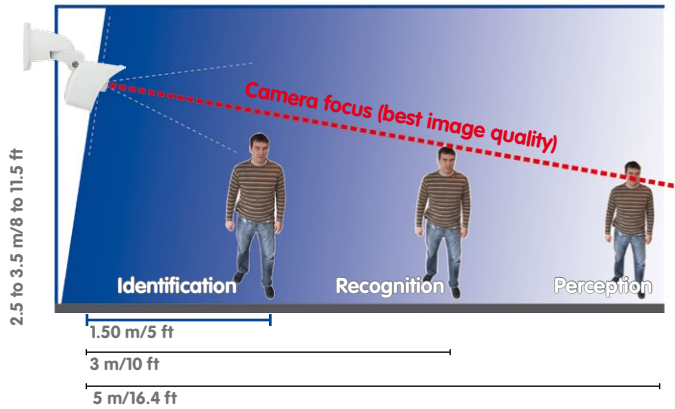 Camera focus (best image quality)
2.5 to 3.5 m/8 to 11.5 ft
Identification
Recognition
Perception
1.50 m/5 ft
3 m/10 ft
5 m/16.4 ft